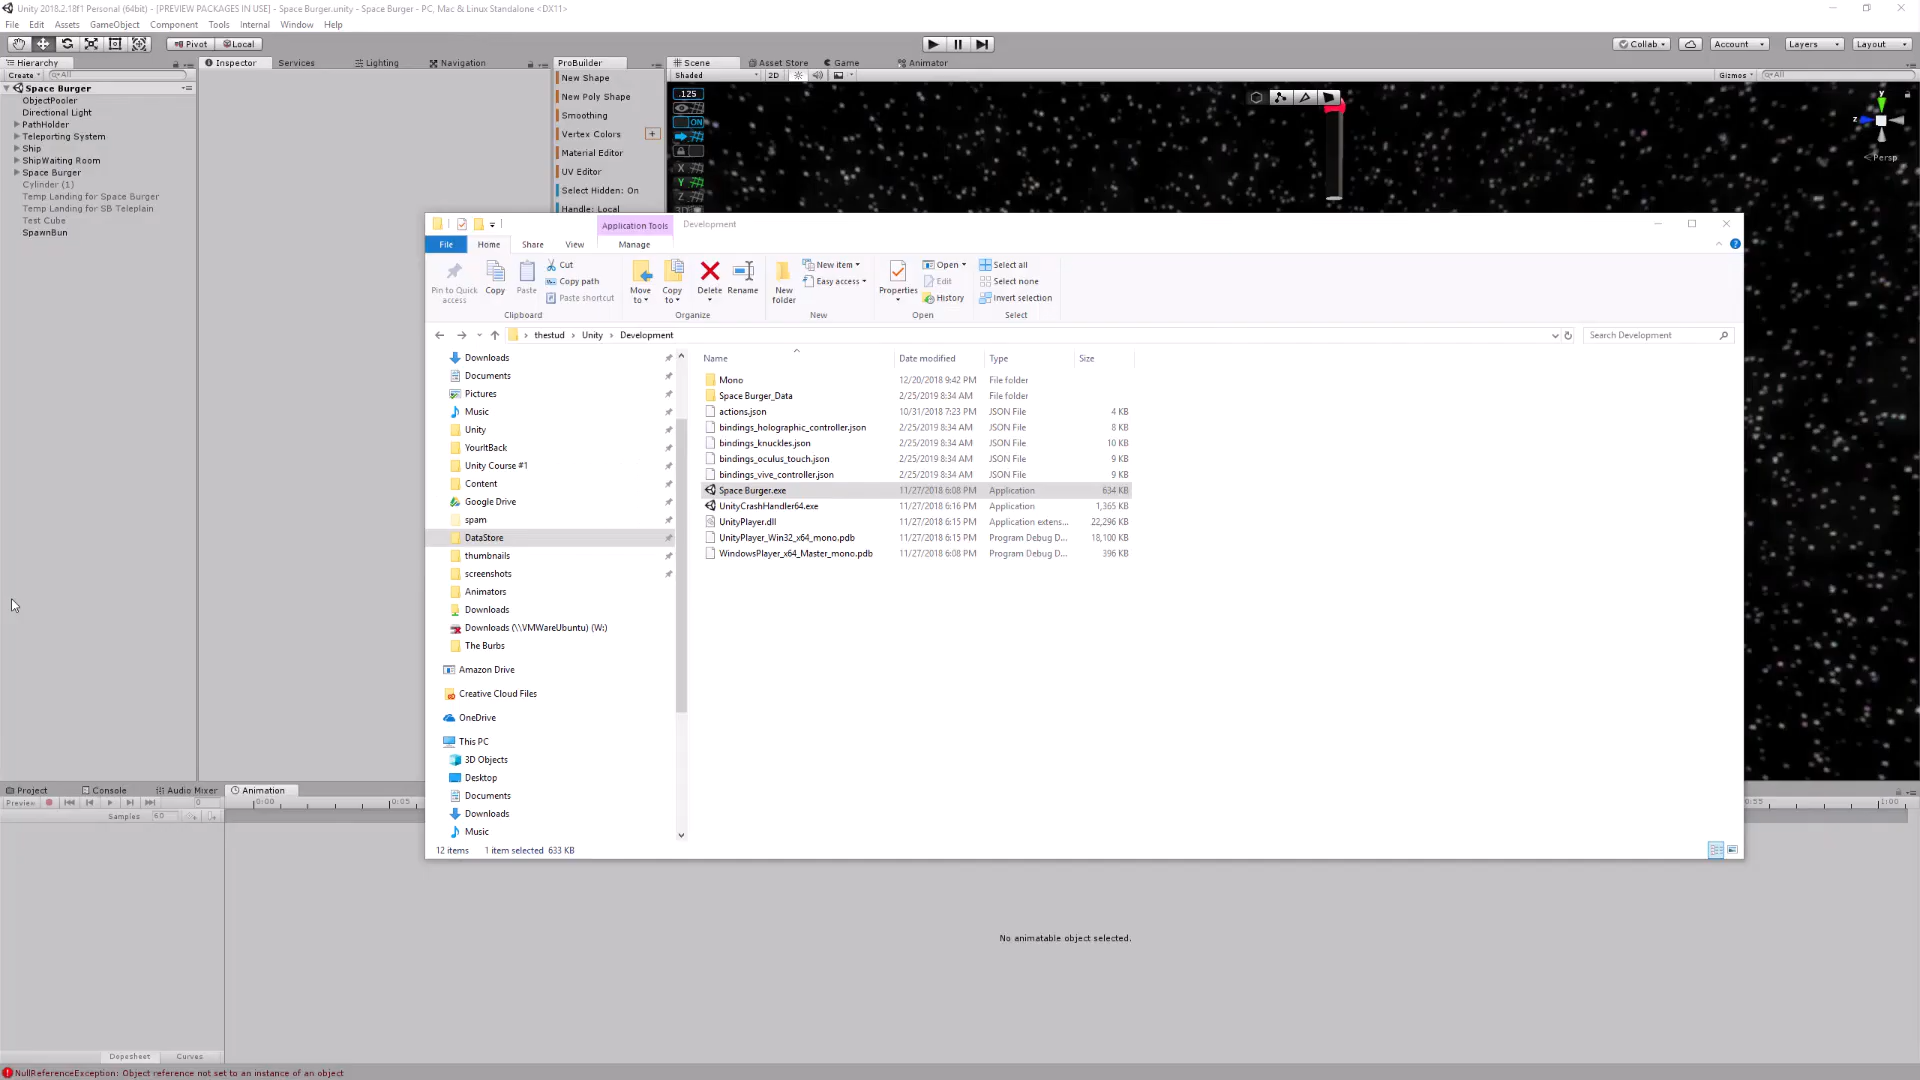 Unity 2018.2.18f1 Personal (64bit) - [PREVIEW PACKAGES IN USE] - Space Burger.unity - Space Burger - PC, Mac & Linux Standalone <DX11>
File Edit Assets GameObject Component Tools Internal Window Help
Pivot Local Collab Account Layers Layout
Hierarchy Inspector Services Lighting Navigation ProBuilder Scene Asset Store Game Animator
Create All New Shape Shaded 2D Gizmos All
Space Burger
ObjectPooler
Directional Light
PathHolder
Teleporting System
Ship
ShipWaiting Room
Space Burger
Cylinder (1)
Temp Landing for Space Burger
Temp Landing for SB Teleplain
Test Cube
SpawnBun
New Poly Shape
Smoothing
Vertex Colors +
Material Editor
UV Editor
Select Hidden: On
Handle: Local
.125
ON
X
Y
Z
3D
y
z
< Persp
Application Tools Development
File Home Share View Manage
Pin to Quick access
Copy
Paste
Cut
Copy path
Paste shortcut
Move to
Copy to
Delete
Rename
New folder
New item
Easy access
Properties
Open
Edit
History
Select all
Select none
Invert selection
Clipboard Organize New Open Select
thestud > Unity > Development Search Development
Downloads
Documents
Pictures
Music
Unity
YourItBack
Unity Course #1
Content
Google Drive
spam
DataStore
thumbnails
screenshots
Animators
Downloads
Downloads (\\VMWareUbuntu) (W:)
The Burbs
Amazon Drive
Creative Cloud Files
OneDrive
This PC
3D Objects
Desktop
Documents
Downloads
Music
Name Date modified Type Size
Mono 12/20/2018 9:42 PM File folder
Space Burger_Data 2/25/2019 8:34 AM File folder
actions.json 10/31/2018 7:23 PM JSON File 4 KB
bindings_holographic_controller.json 2/25/2019 8:34 AM JSON File 8 KB
bindings_knuckles.json 2/25/2019 8:34 AM JSON File 10 KB
bindings_oculus_touch.json 2/25/2019 8:34 AM JSON File 9 KB
bindings_vive_controller.json 2/25/2019 8:34 AM JSON File 9 KB
Space Burger.exe 11/27/2018 6:08 PM Application 634 KB
UnityCrashHandler64.exe 11/27/2018 6:16 PM Application 1,365 KB
UnityPlayer.dll 11/27/2018 6:15 PM Application extens... 22,296 KB
UnityPlayer_Win32_x64_mono.pdb 11/27/2018 6:15 PM Program Debug D... 18,100 KB
WindowsPlayer_x64_Master_mono.pdb 11/27/2018 6:08 PM Program Debug D... 396 KB
12 items 1 item selected 633 KB
Project Console Audio Mixer Animation
Preview 0 0:00 0:05 0:55 1:00
Samples 60
No animatable object selected.
Dopesheet Curves
NullReferenceException: Object reference not set to an instance of an object